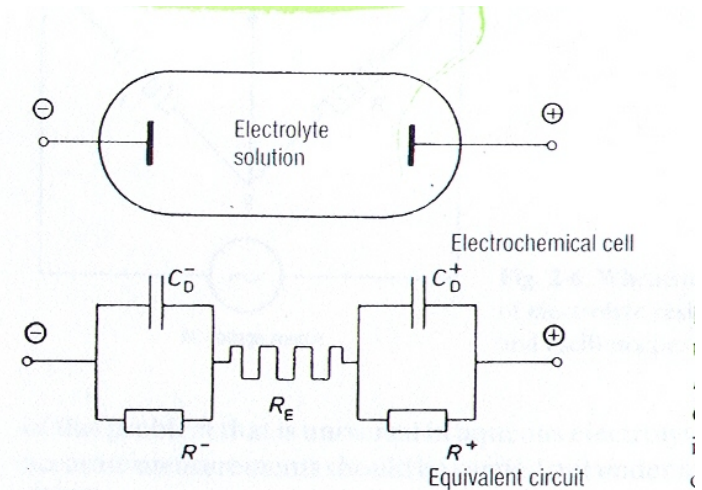 ⊖
⊕
Electrolyte
solution
Electrochemical cell
C_D^-
C_D^+
⊖
⊕
R_E
R^-
R^+
Equivalent circuit